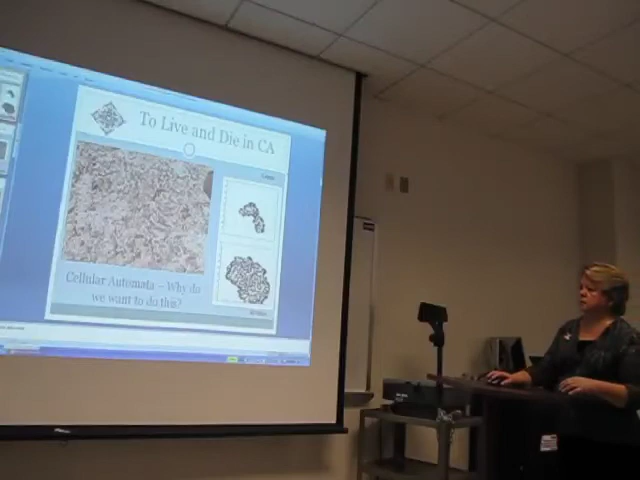 To Live and Die in CA
Cellular Automata – Why do
we want to do this?